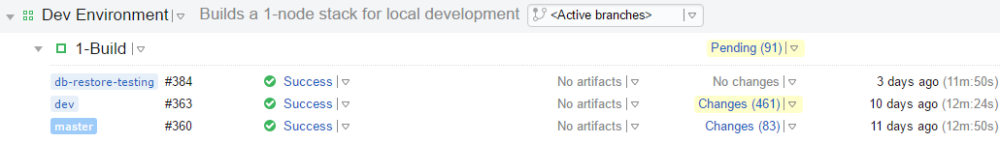 Dev Environment Builds a 1-node stack for local development <Active branches>
1-Build Pending (91)
db-restore-testing #384 Success No artifacts No changes 3 days ago (11m:50s)
dev #363 Success No artifacts Changes (461) 10 days ago (12m:24s)
master #360 Success No artifacts Changes (83) 11 days ago (12m:50s)